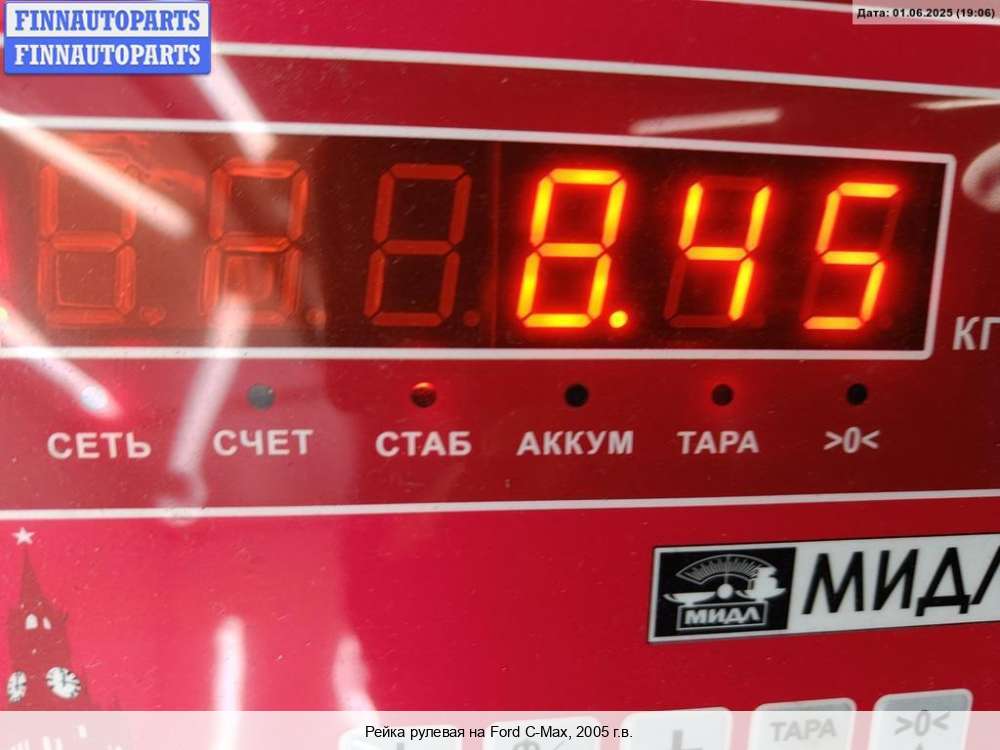 FINNAUTOPARTS
FINNAUTOPARTS
Дата: 01.06.2025 (19:06)
8.45
КГ
СЕТЬ СЧЕТ СТАБ АККУМ ТАРА >0<
МИДЛ
МИДЛ
ТАРА >0<
Рейка рулевая на Ford C-Max, 2005 г.в.